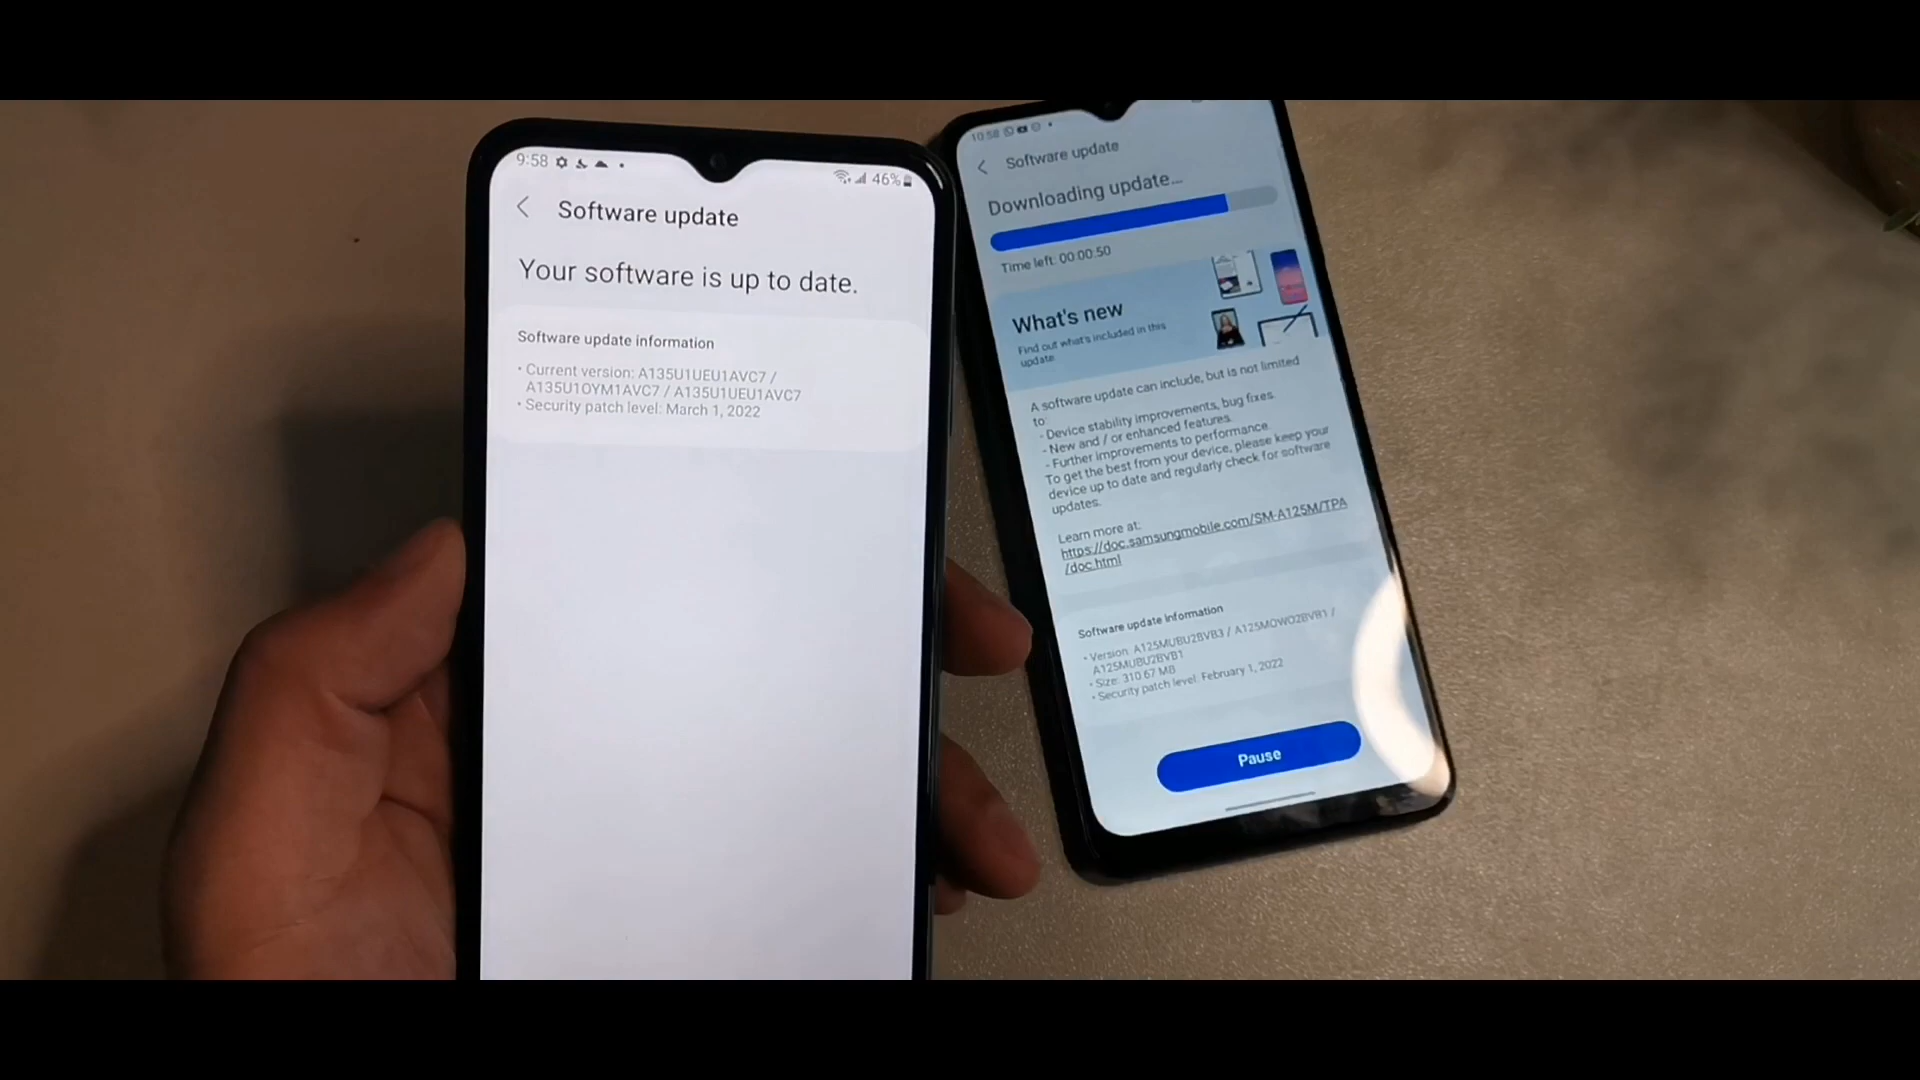 9:58
46%
Software update
Your software is up to date.
Software update information
• Current version: A135U1UEU1AVC7 /
A135U1OYM1AVC7 / A135U1UEU1AVC7
• Security patch level: March 1, 2022
10:58
Software update
Downloading update...
Time left: 00:00:50
What's new
Find out what's included in this
update.
A software update can include, but is not limited
to:
- Device stability improvements, bug fixes.
- New and / or enhanced features.
- Further improvements to performance.
To get the best from your device, please keep your
device up to date and regularly check for software
updates.
Learn more at:
https://doc.samsungmobile.com/SM-A125M/TPA
/doc.html
Software update information
• Version: A125MUBU2BVB3 / A125MOWO2BVB1 /
A125MUBU2BVB1
• Size: 310.67 MB
• Security patch level: February 1, 2022
Pause